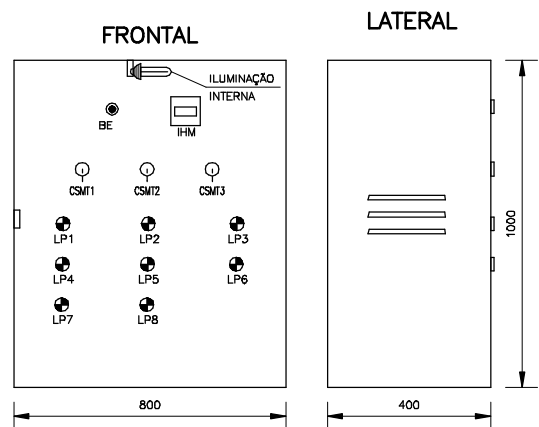 FRONTAL
LATERAL
ILUMINAÇÃO
INTERNA
BE
IHM
CSMT1
CSMT2
CSMT3
LP1
LP2
LP3
LP4
LP5
LP6
LP7
LP8
1000
800
400